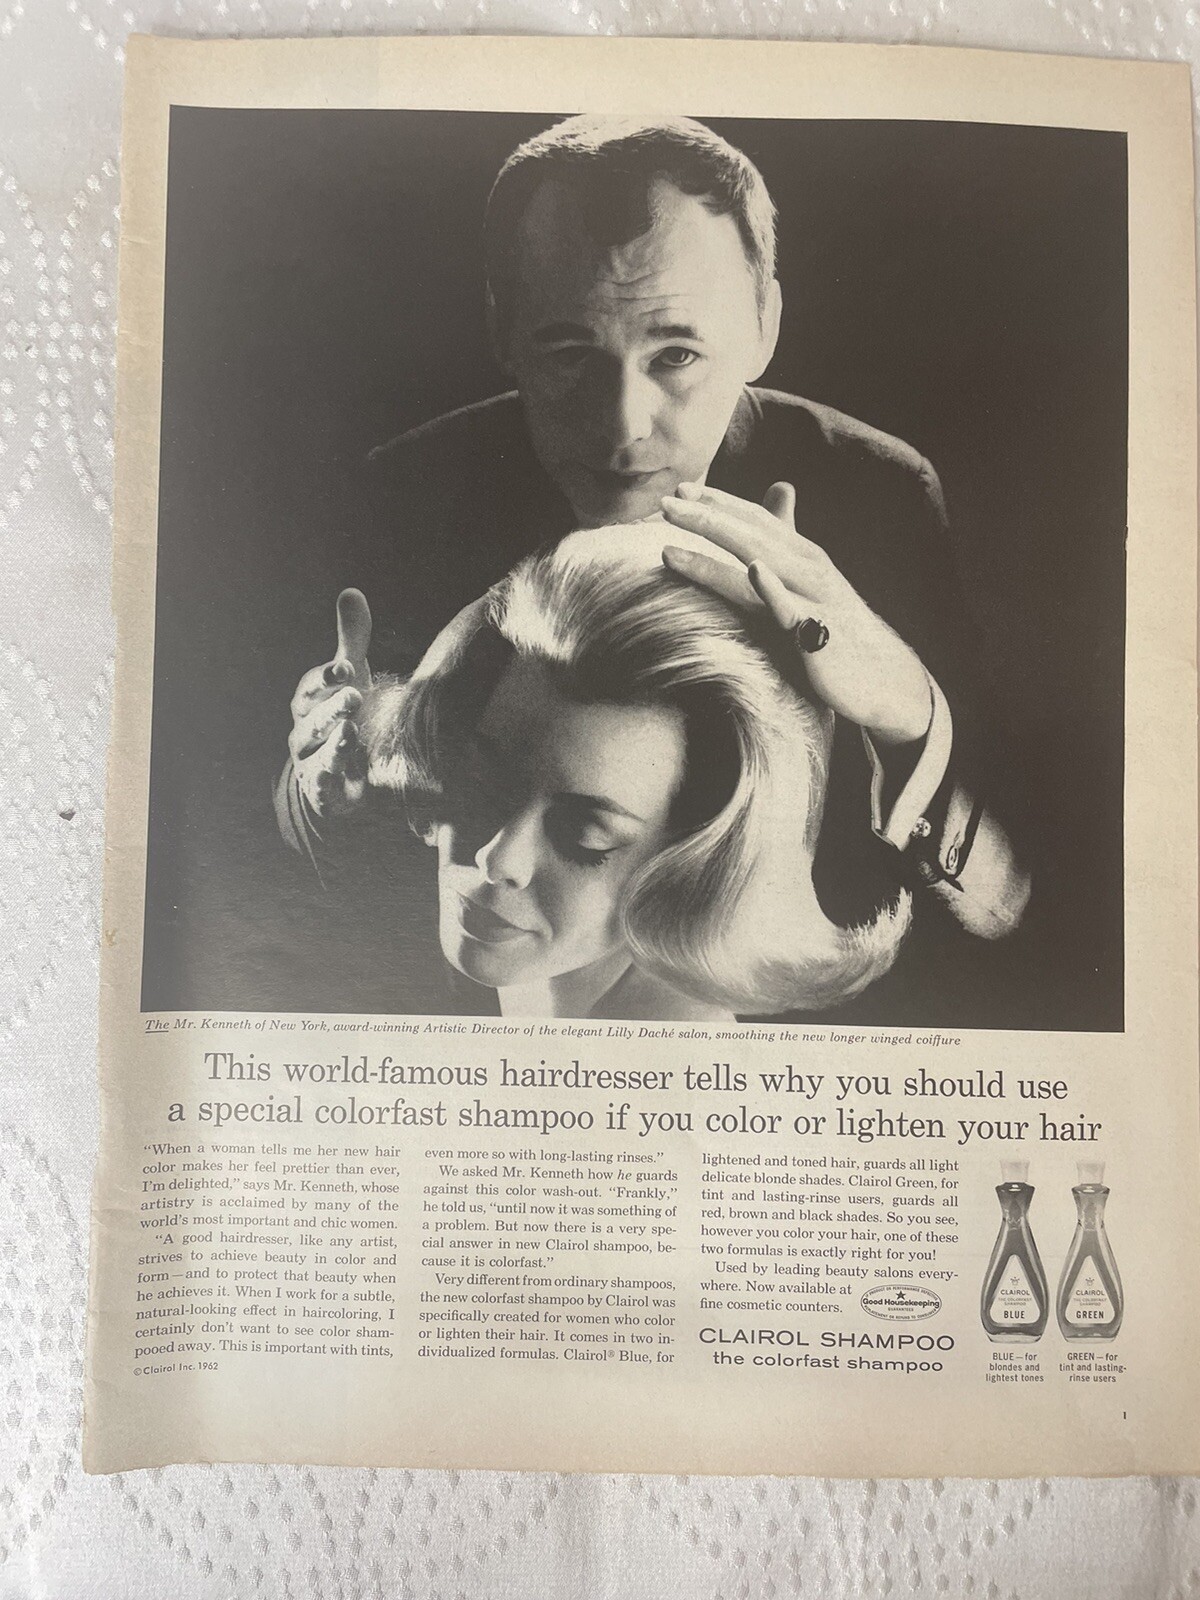 The Mr. Kenneth of New York, award-winning Artistic Director of the elegant Lilly Daché salon, smoothing the new longer winged coiffure
This world-famous hairdresser tells why you should use
a special colorfast shampoo if you color or lighten your hair
“When a woman tells me her new hair
color makes her feel prettier than ever,
I’m delighted,” says Mr. Kenneth, whose
artistry is acclaimed by many of the
world’s most important and chic women.
“A good hairdresser, like any artist,
strives to achieve beauty in color and
form—and to protect that beauty when
he achieves it. When I work for a subtle,
natural-looking effect in haircoloring, I
certainly don’t want to see color sham-
pooed away. This is important with tints,
©Clairol Inc. 1962
even more so with long-lasting rinses.”
We asked Mr. Kenneth how he guards
against this color wash-out. “Frankly,”
he told us, “until now it was something of
a problem. But now there is a very spe-
cial answer in new Clairol shampoo, be-
cause it is colorfast.”
Very different from ordinary shampoos,
the new colorfast shampoo by Clairol was
specifically created for women who color
or lighten their hair. It comes in two in-
dividualized formulas. Clairol® Blue, for
lightened and toned hair, guards all light
delicate blonde shades. Clairol Green, for
tint and lasting-rinse users, guards all
red, brown and black shades. So you see,
however you color your hair, one of these
two formulas is exactly right for you!
Used by leading beauty salons every-
where. Now available at
fine cosmetic counters.
Good Housekeeping
GUARANTEES
CLAIROL SHAMPOO
the colorfast shampoo
CLAIROL
THE COLORFAST
SHAMPOO
BLUE
CLAIROL
THE COLORFAST
SHAMPOO
GREEN
BLUE—for
blondes and
lightest tones
GREEN—for
tint and lasting-
rinse users
1